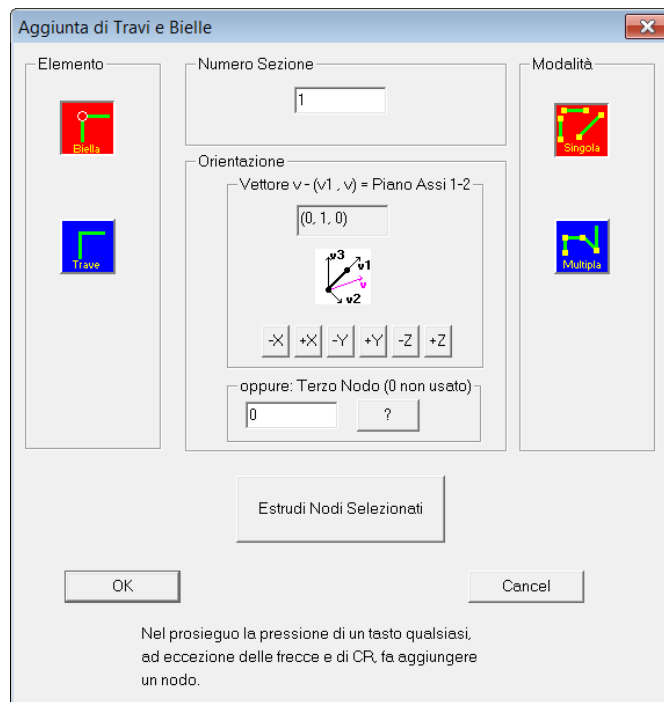 Aggiunta di Travi e Bielle
Elemento
Biella
Trave
Numero Sezione
1
Orientazione
Vettore v - (v1 , v) = Piano Assi 1-2
(0, 1, 0)
v3
v1
v
v2
-X +X -Y +Y -Z +Z
oppure: Terzo Nodo (0 non usato)
0 ?
Modalità
Singola
Multipla
Estrudi Nodi Selezionati
OK Cancel
Nel prosieguo la pressione di un tasto qualsiasi,
ad eccezione delle frecce e di CR, fa aggiungere
un nodo.